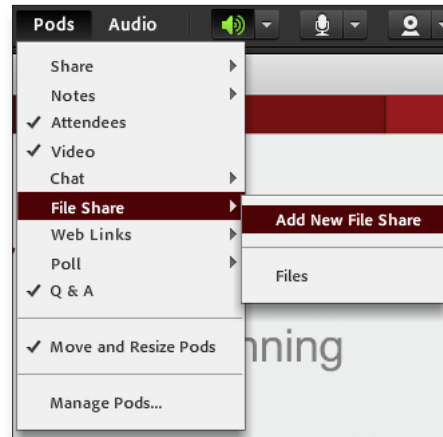 Pods Audio
Share
Notes
Attendees
Video
Chat
File Share
Add New File Share
Web Links
Poll
Files
Q & A
Move and Resize Pods
nning
Manage Pods...